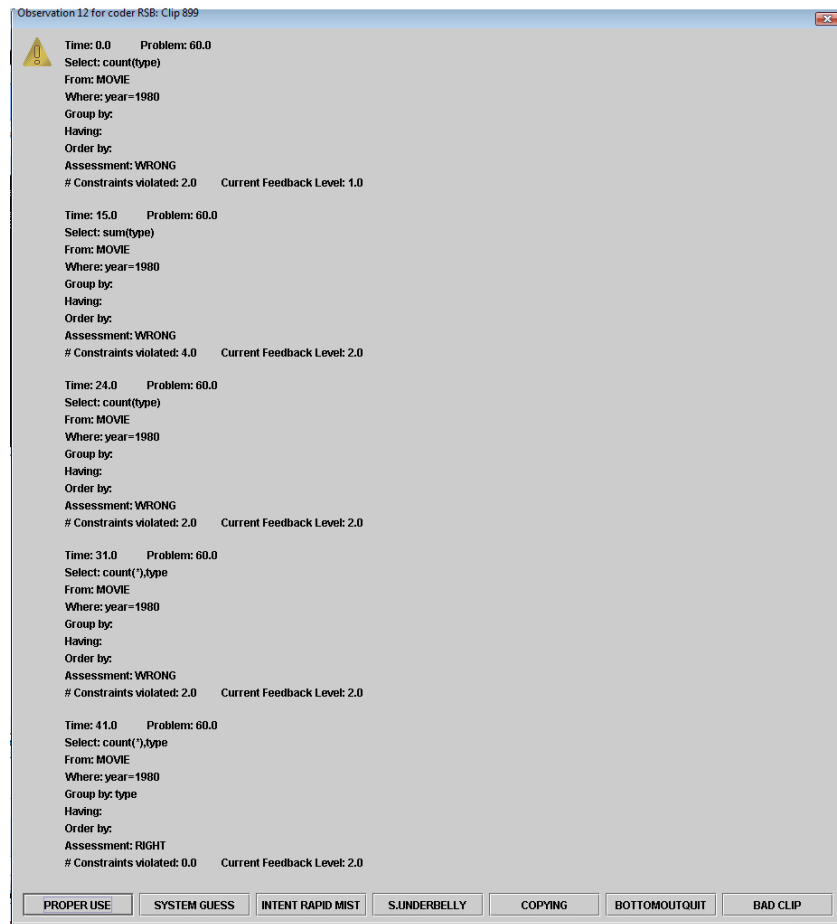 Observation 12 for coder RSB: Clip 899
Time: 0.0 Problem: 60.0
Select: count(type)
From: MOVIE
Where: year=1980
Group by:
Having:
Order by:
Assessment: WRONG
# Constraints violated: 2.0 Current Feedback Level: 1.0
Time: 15.0 Problem: 60.0
Select: sum(type)
From: MOVIE
Where: year=1980
Group by:
Having:
Order by:
Assessment: WRONG
# Constraints violated: 4.0 Current Feedback Level: 2.0
Time: 24.0 Problem: 60.0
Select: count(type)
From: MOVIE
Where: year=1980
Group by:
Having:
Order by:
Assessment: WRONG
# Constraints violated: 2.0 Current Feedback Level: 2.0
Time: 31.0 Problem: 60.0
Select: count(*),type
From: MOVIE
Where: year=1980
Group by:
Having:
Order by:
Assessment: WRONG
# Constraints violated: 2.0 Current Feedback Level: 2.0
Time: 41.0 Problem: 60.0
Select: count(*),type
From: MOVIE
Where: year=1980
Group by: type
Having:
Order by:
Assessment: RIGHT
# Constraints violated: 0.0 Current Feedback Level: 2.0
PROPER USE SYSTEM GUESS INTENT RAPID MIST S.UNDERBELLY COPYING BOTTOMOUTQUIT BAD CLIP